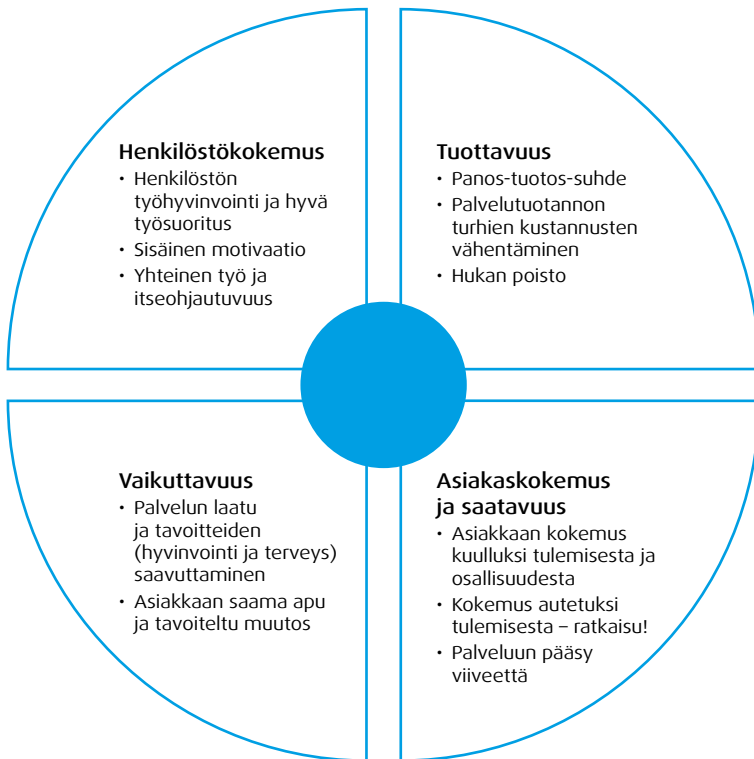 Henkilöstökokemus
• Henkilöstön
työhyvinvointi ja hyvä
työsuoritus
• Sisäinen motivaatio
• Yhteinen työ ja
itseohjautuvuus
Tuottavuus
• Panos-tuotos-suhde
• Palvelutuotannon
turhien kustannusten
vähentäminen
• Hukan poisto
Vaikuttavuus
• Palvelun laatu
ja tavoitteiden
(hyvinvointi ja terveys)
saavuttaminen
• Asiakkaan saama apu
ja tavoiteltu muutos
Asiakaskokemus
ja saatavuus
• Asiakkaan kokemus
kuulluksi tulemisesta ja
osallisuudesta
• Kokemus autetuksi
tulemisesta – ratkaisu!
• Palveluun pääsy
viiveettä